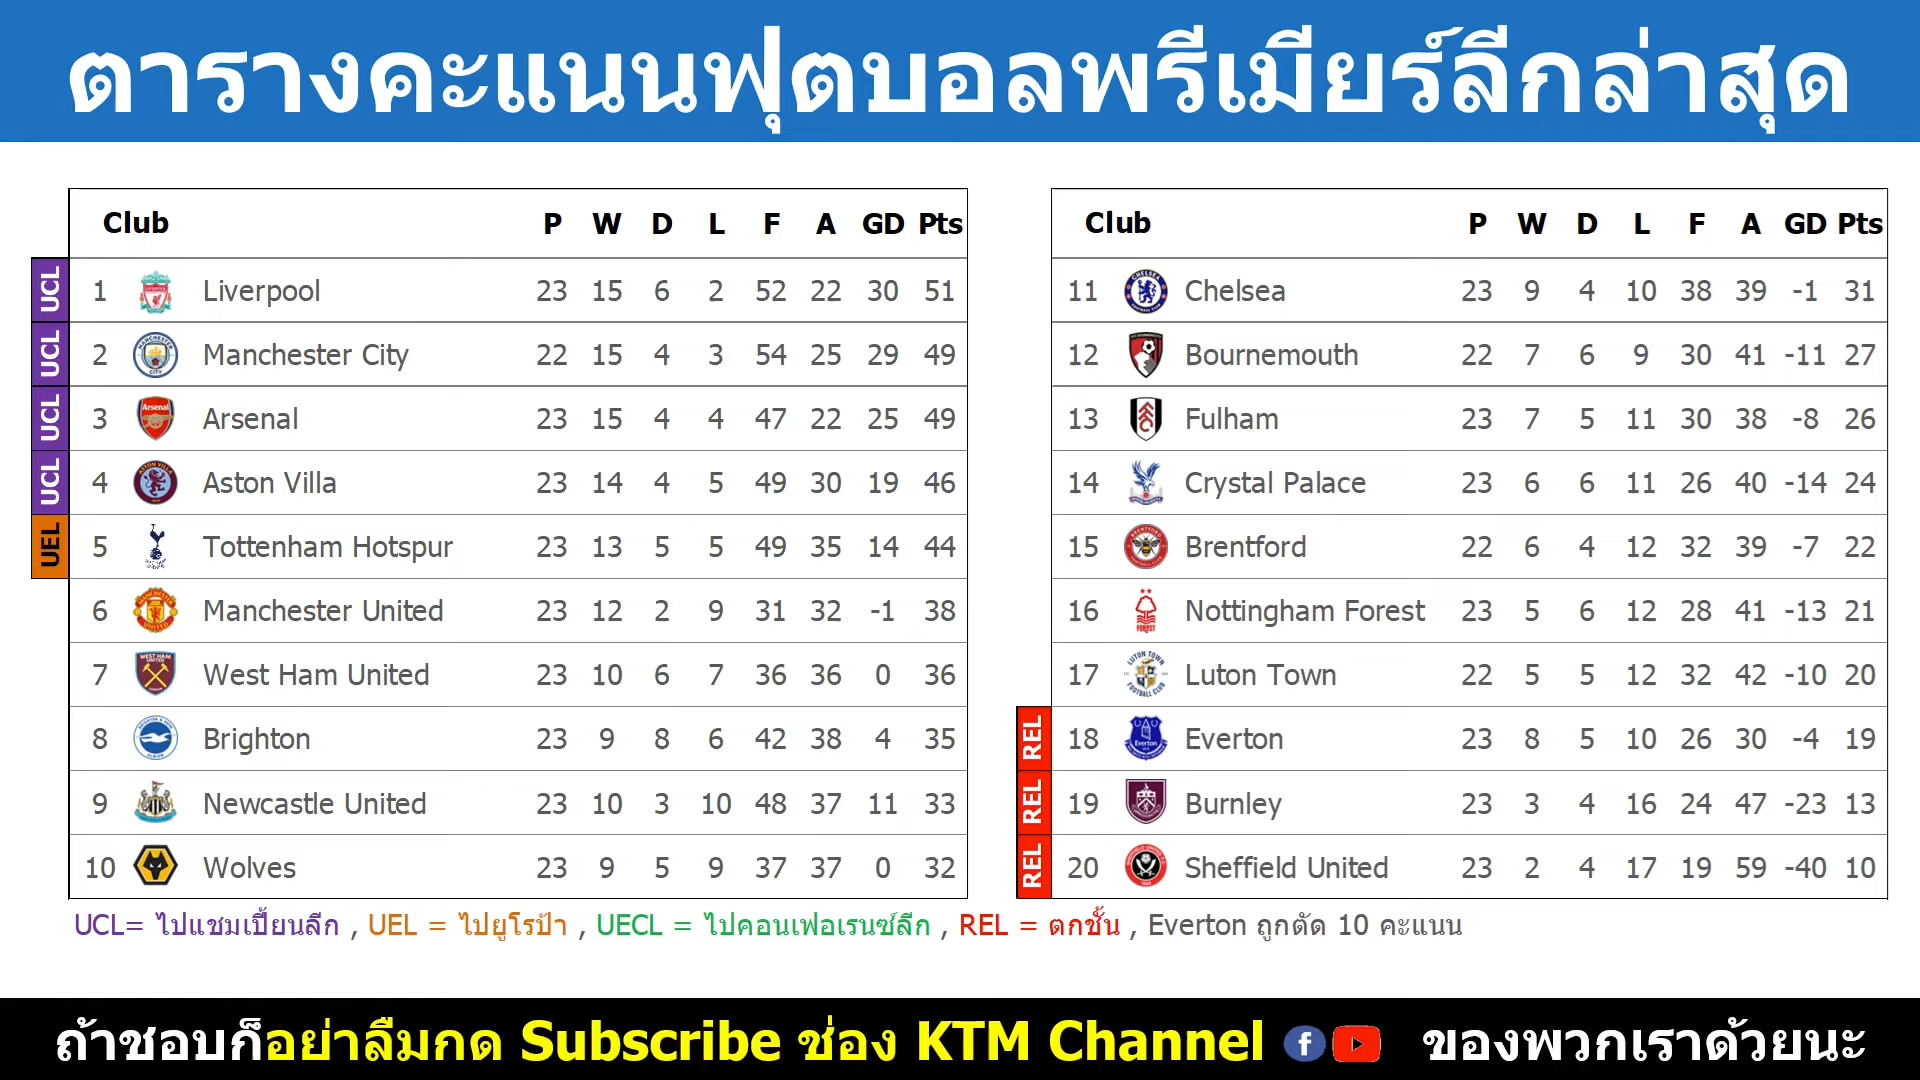 ตารางคะแนนฟุตบอลพรีเมียร์ลีกล่าสุด
Club P W D L F A GD Pts
UCL 1 Liverpool 23 15 6 2 52 22 30 51
UCL 2 Manchester City 22 15 4 3 54 25 29 49
UCL 3 Arsenal 23 15 4 4 47 22 25 49
UCL 4 Aston Villa 23 14 4 5 49 30 19 46
UEL 5 Tottenham Hotspur 23 13 5 5 49 35 14 44
6 Manchester United 23 12 2 9 31 32 -1 38
7 West Ham United 23 10 6 7 36 36 0 36
8 Brighton 23 9 8 6 42 38 4 35
9 Newcastle United 23 10 3 10 48 37 11 33
10 Wolves 23 9 5 9 37 37 0 32
Club P W D L F A GD Pts
11 Chelsea 23 9 4 10 38 39 -1 31
12 Bournemouth 22 7 6 9 30 41 -11 27
13 Fulham 23 7 5 11 30 38 -8 26
14 Crystal Palace 23 6 6 11 26 40 -14 24
15 Brentford 22 6 4 12 32 39 -7 22
16 Nottingham Forest 23 5 6 12 28 41 -13 21
17 Luton Town 22 5 5 12 32 42 -10 20
REL 18 Everton 23 8 5 10 26 30 -4 19
REL 19 Burnley 23 3 4 16 24 47 -23 13
REL 20 Sheffield United 23 2 4 17 19 59 -40 10
UCL= ไปแชมเปี้ยนลีก , UEL = ไปยูโรป้า , UECL = ไปคอนเฟอเรนซ์ลีก , REL = ตกชั้น , Everton ถูกตัด 10 คะแนน
ถ้าชอบก็อย่าลืมกด Subscribe ช่อง KTM Channel ของพวกเราด้วยนะ